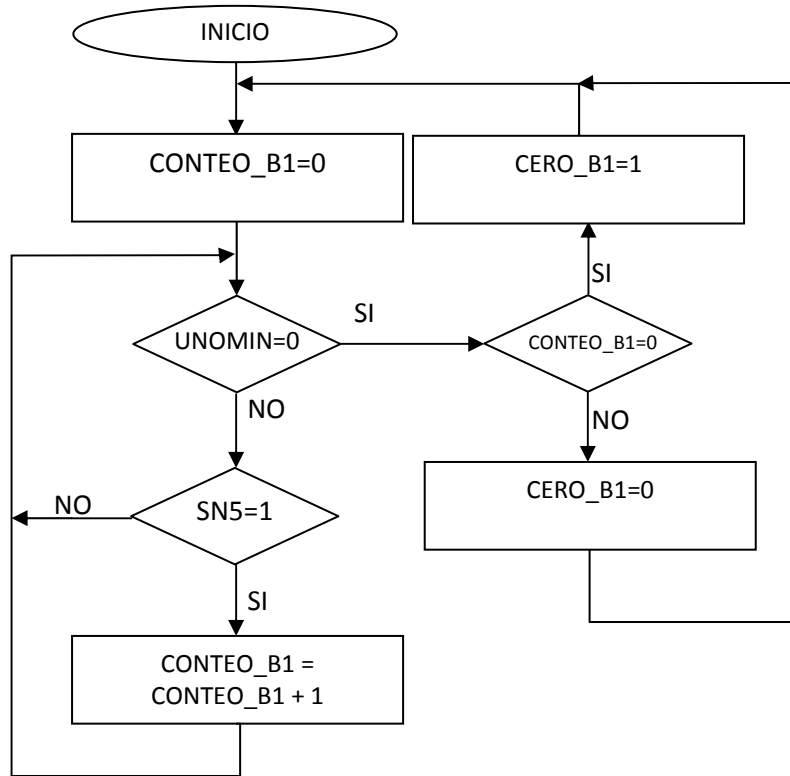 INICIO
CONTEO_B1=0
CERO_B1=1
SI
UNOMIN=0
SI
CONTEO_B1=0
NO
NO
CERO_B1=0
NO
SN5=1
SI
CONTEO_B1 =
CONTEO_B1 + 1